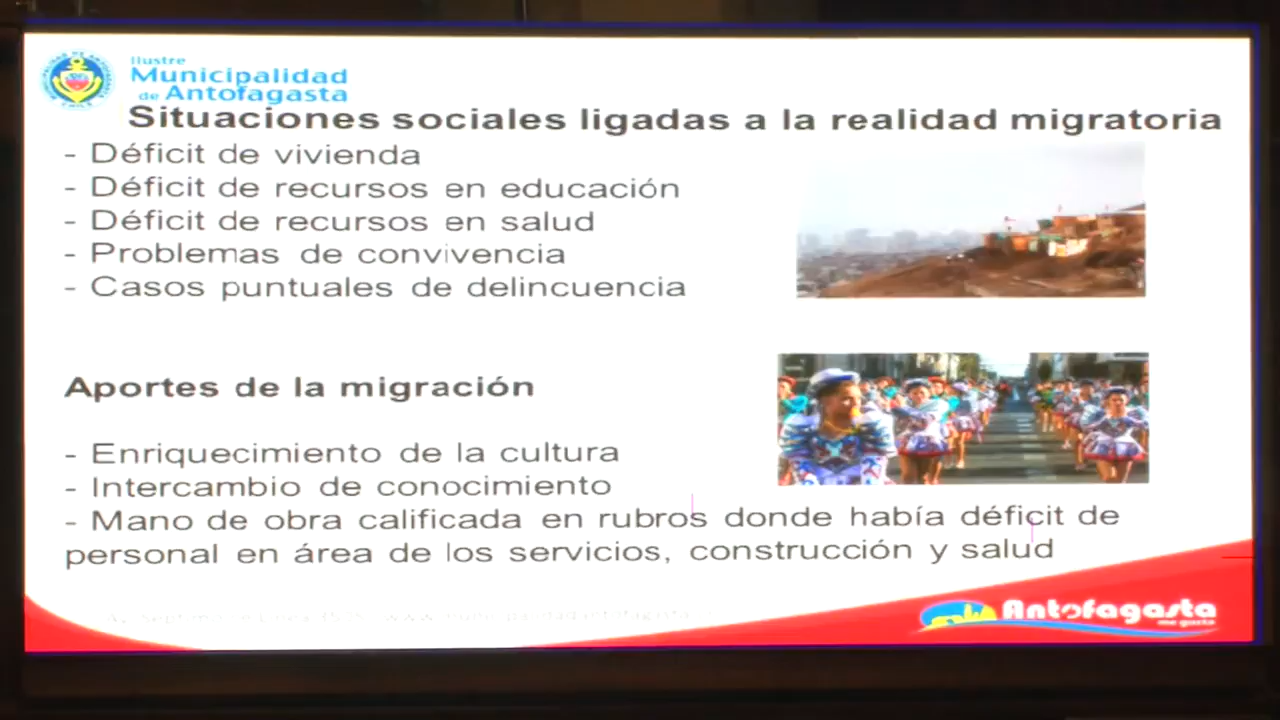 Ilustre
Municipalidad
de Antofagasta
Situaciones sociales ligadas a la realidad migratoria
- Déficit de vivienda
- Déficit de recursos en educación
- Déficit de recursos en salud
- Problemas de convivencia
- Casos puntuales de delincuencia
Aportes de la migración
- Enriquecimiento de la cultura
- Intercambio de conocimiento
- Mano de obra calificada en rubros donde había déficit de
personal en área de los servicios, construcción y salud
Antofagasta
me gusta